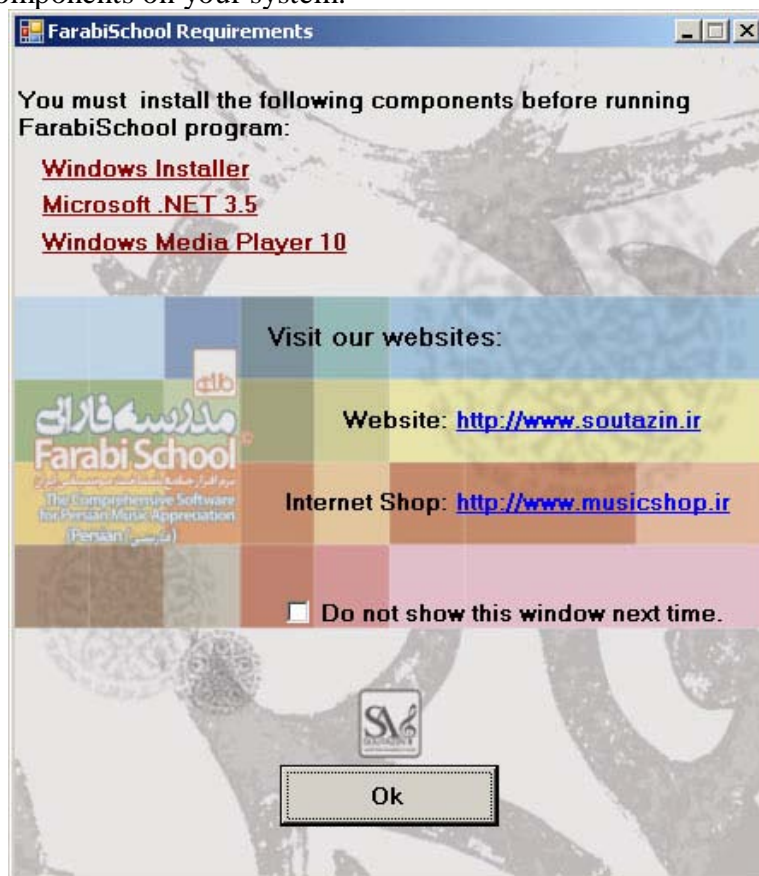 omponents on your system.
FarabiSchool Requirements
You must install the following components before running
FarabiSchool program:
Windows Installer
Microsoft .NET 3.5
Windows Media Player 10
Visit our websites:
مدرسه فارابی
Farabi School
The Comprehensive Software
for Persian Music Appreciation
(Persian / فارسی)
Website: http://www.soutazin.ir
Internet Shop: http://www.musicshop.ir
Do not show this window next time.
Ok